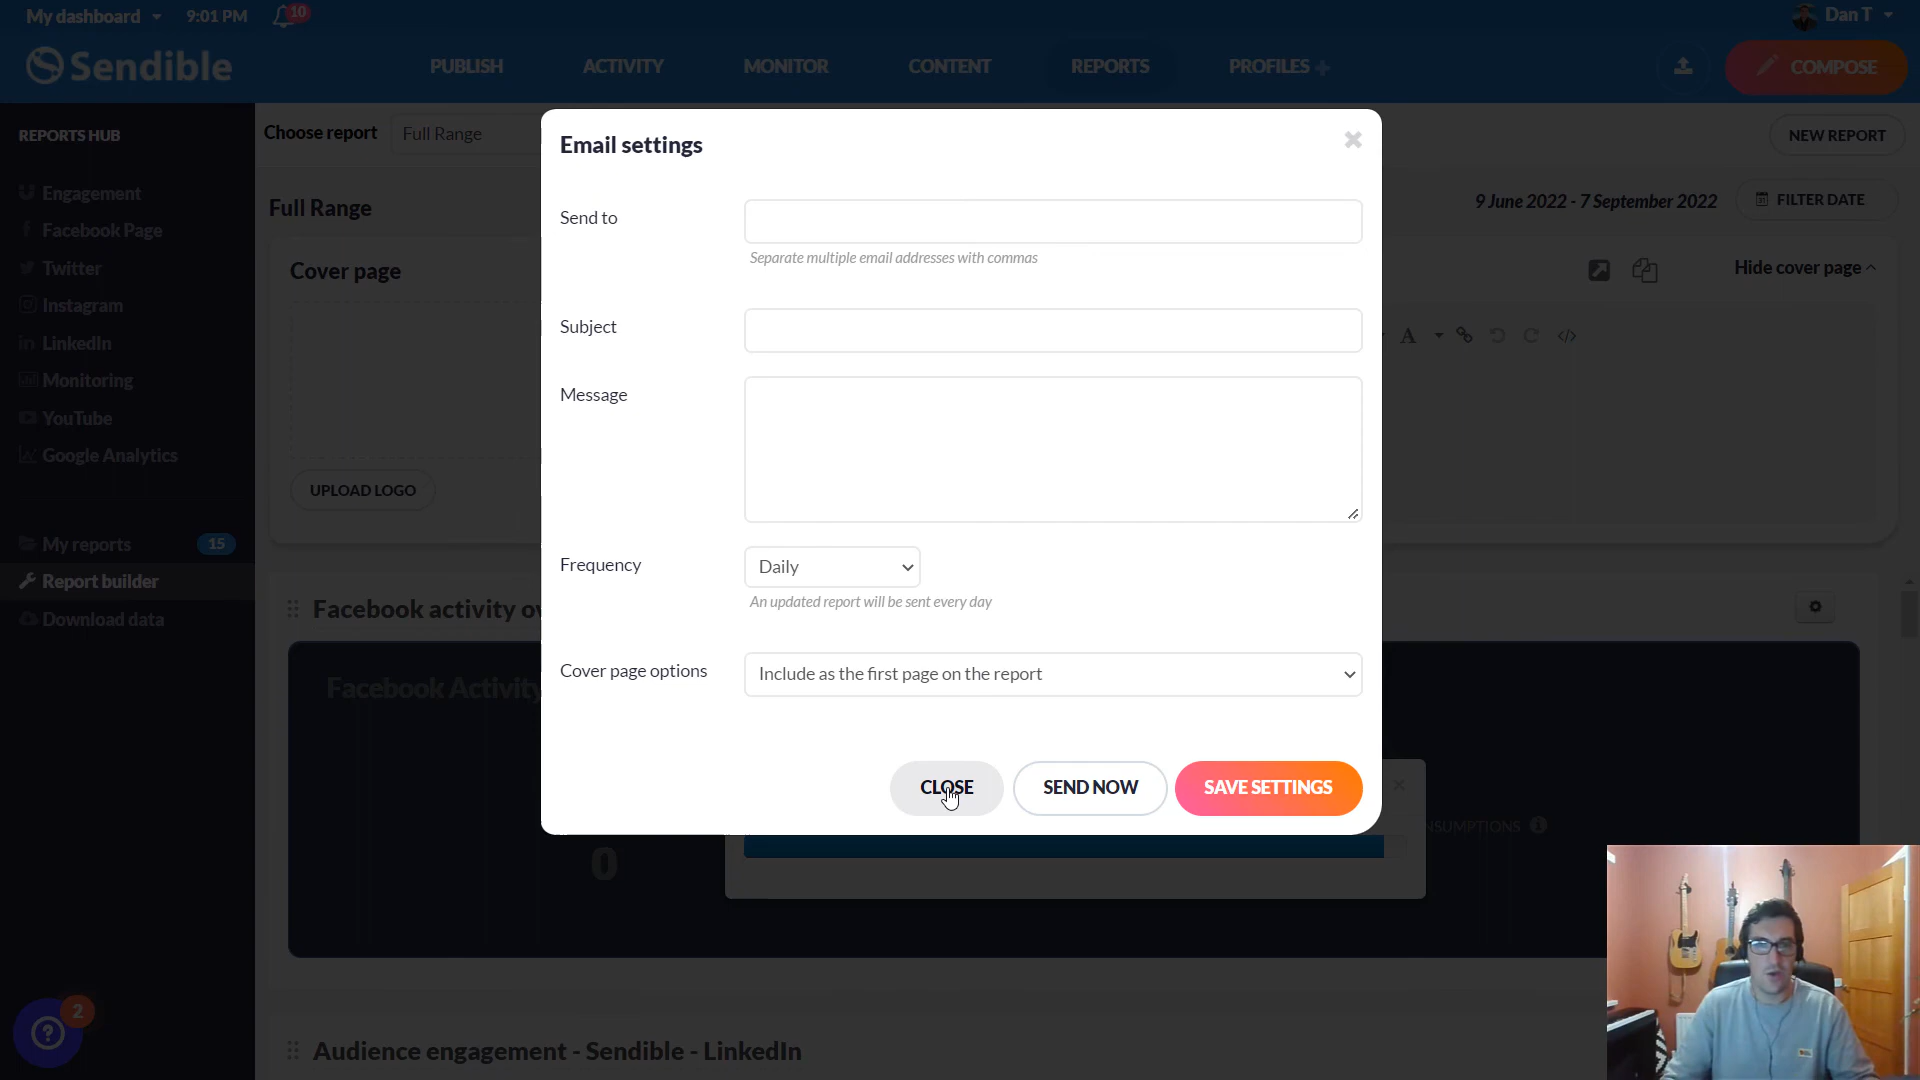 My dashboard
9:01 PM
10
Dan T
Sendible
PUBLISH
ACTIVITY
MONITOR
CONTENT
REPORTS
PROFILES
COMPOSE
REPORTS HUB
Engagement
Facebook Page
Twitter
Instagram
LinkedIn
Monitoring
YouTube
Google Analytics
My reports
15
Report builder
Download data
2
Choose report
Full Range
NEW REPORT
Full Range
9 June 2022 - 7 September 2022
FILTER DATE
Cover page
Hide cover page
UPLOAD LOGO
Email settings
Send to
Separate multiple email addresses with commas
Subject
Message
Frequency
Daily
An updated report will be sent every day
Cover page options
Include as the first page on the report
CLOSE
SEND NOW
SAVE SETTINGS
Facebook activity ov
Facebook Activity
0
NSUMPTIONS
Audience engagement - Sendible - LinkedIn